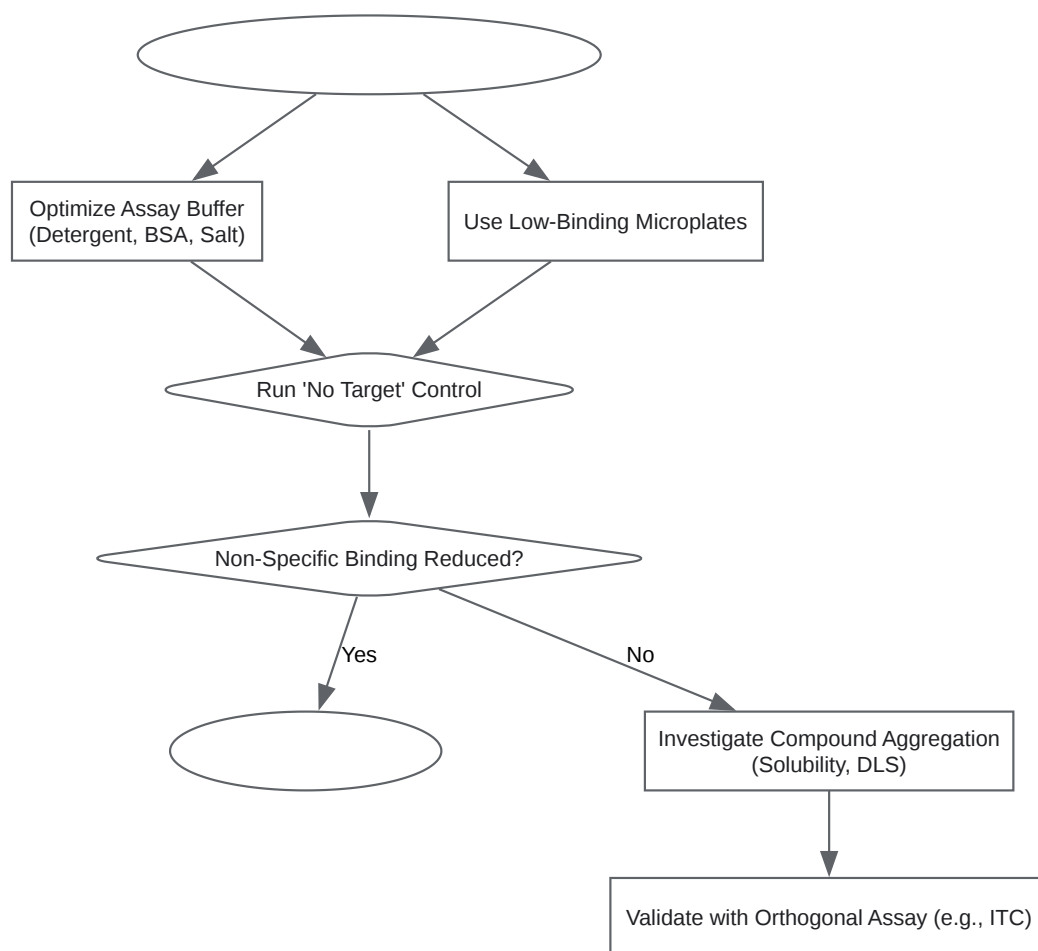 Optimize Assay Buffer
(Detergent, BSA, Salt)
Use Low-Binding Microplates
Run 'No Target' Control
Non-Specific Binding Reduced?
Yes
No
Investigate Compound Aggregation
(Solubility, DLS)
Validate with Orthogonal Assay (e.g., ITC)